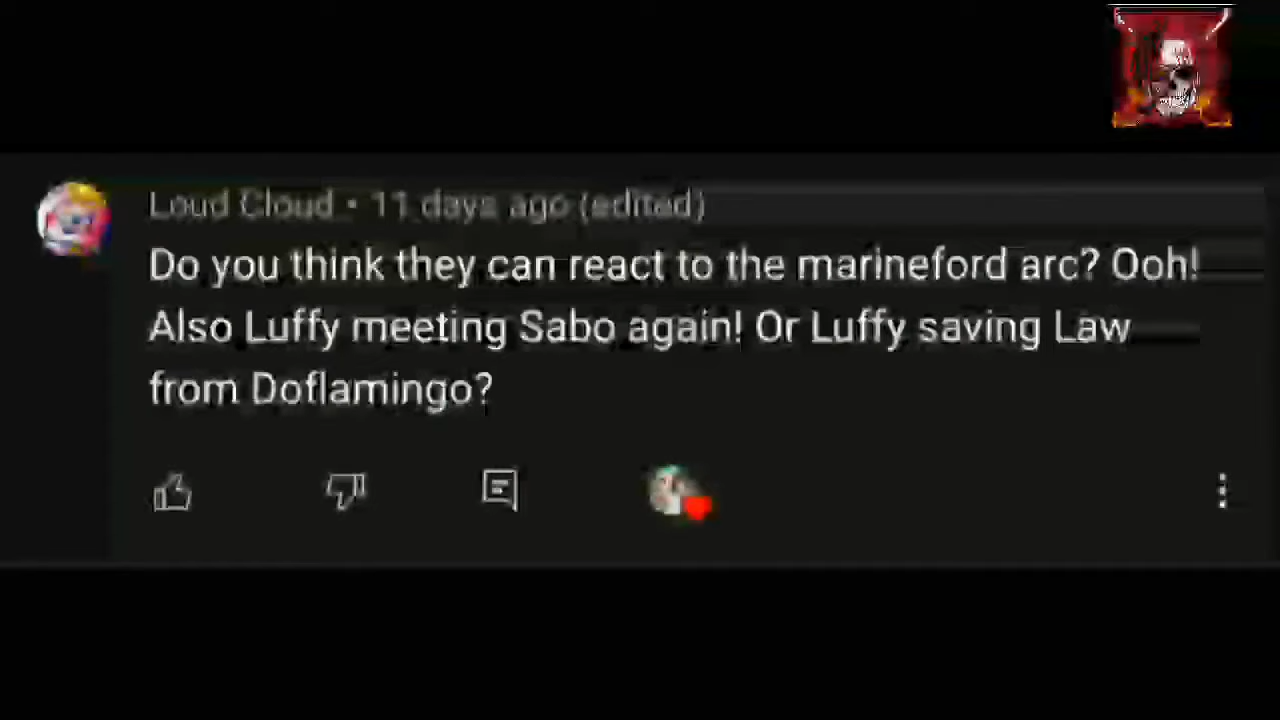 Loud Cloud • 11 days ago (edited)
Do you think they can react to the marineford arc? Ooh!
Also Luffy meeting Sabo again! Or Luffy saving Law
from Doflamingo?